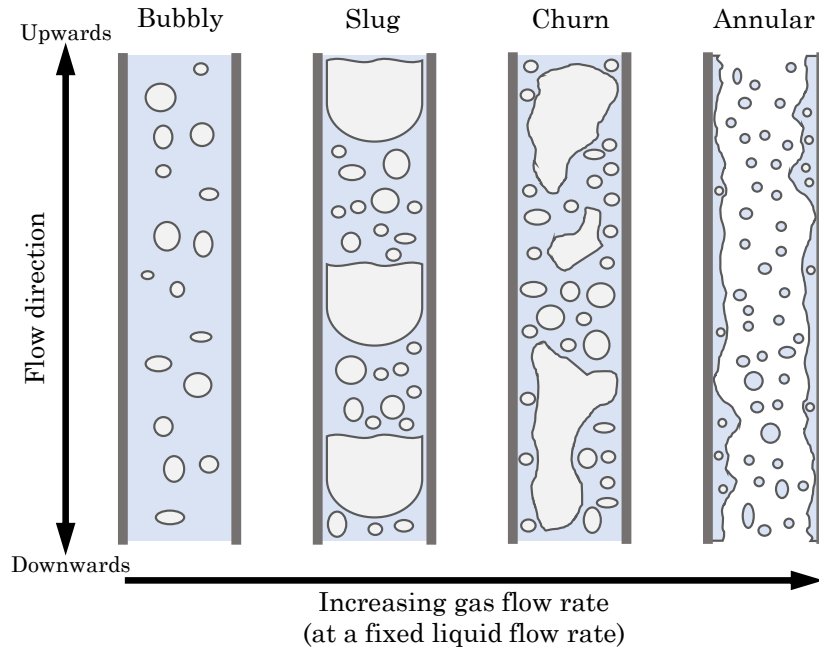 Bubbly
Slug
Churn
Annular
Upwards
Flow direction
Downwards
Increasing gas flow rate
(at a fixed liquid flow rate)